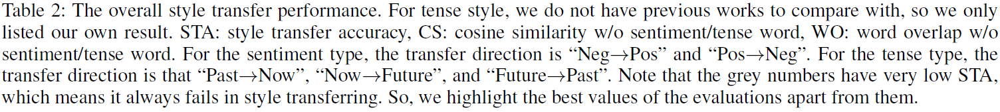 Table 2: The overall style transfer performance. For tense style, we do not have previous works to compare with, so we only
listed our own result. STA: style transfer accuracy, CS: cosine similarity w/o sentiment/tense word, WO: word overlap w/o
sentiment/tense word. For the sentiment type, the transfer direction is “Neg→Pos” and “Pos→Neg”. For the tense type, the
transfer direction is that “Past→Now”, “Now→Future”, and “Future→Past”. Note that the grey numbers have very low STA,
which means it always fails in style transferring. So, we highlight the best values of the evaluations apart from them.